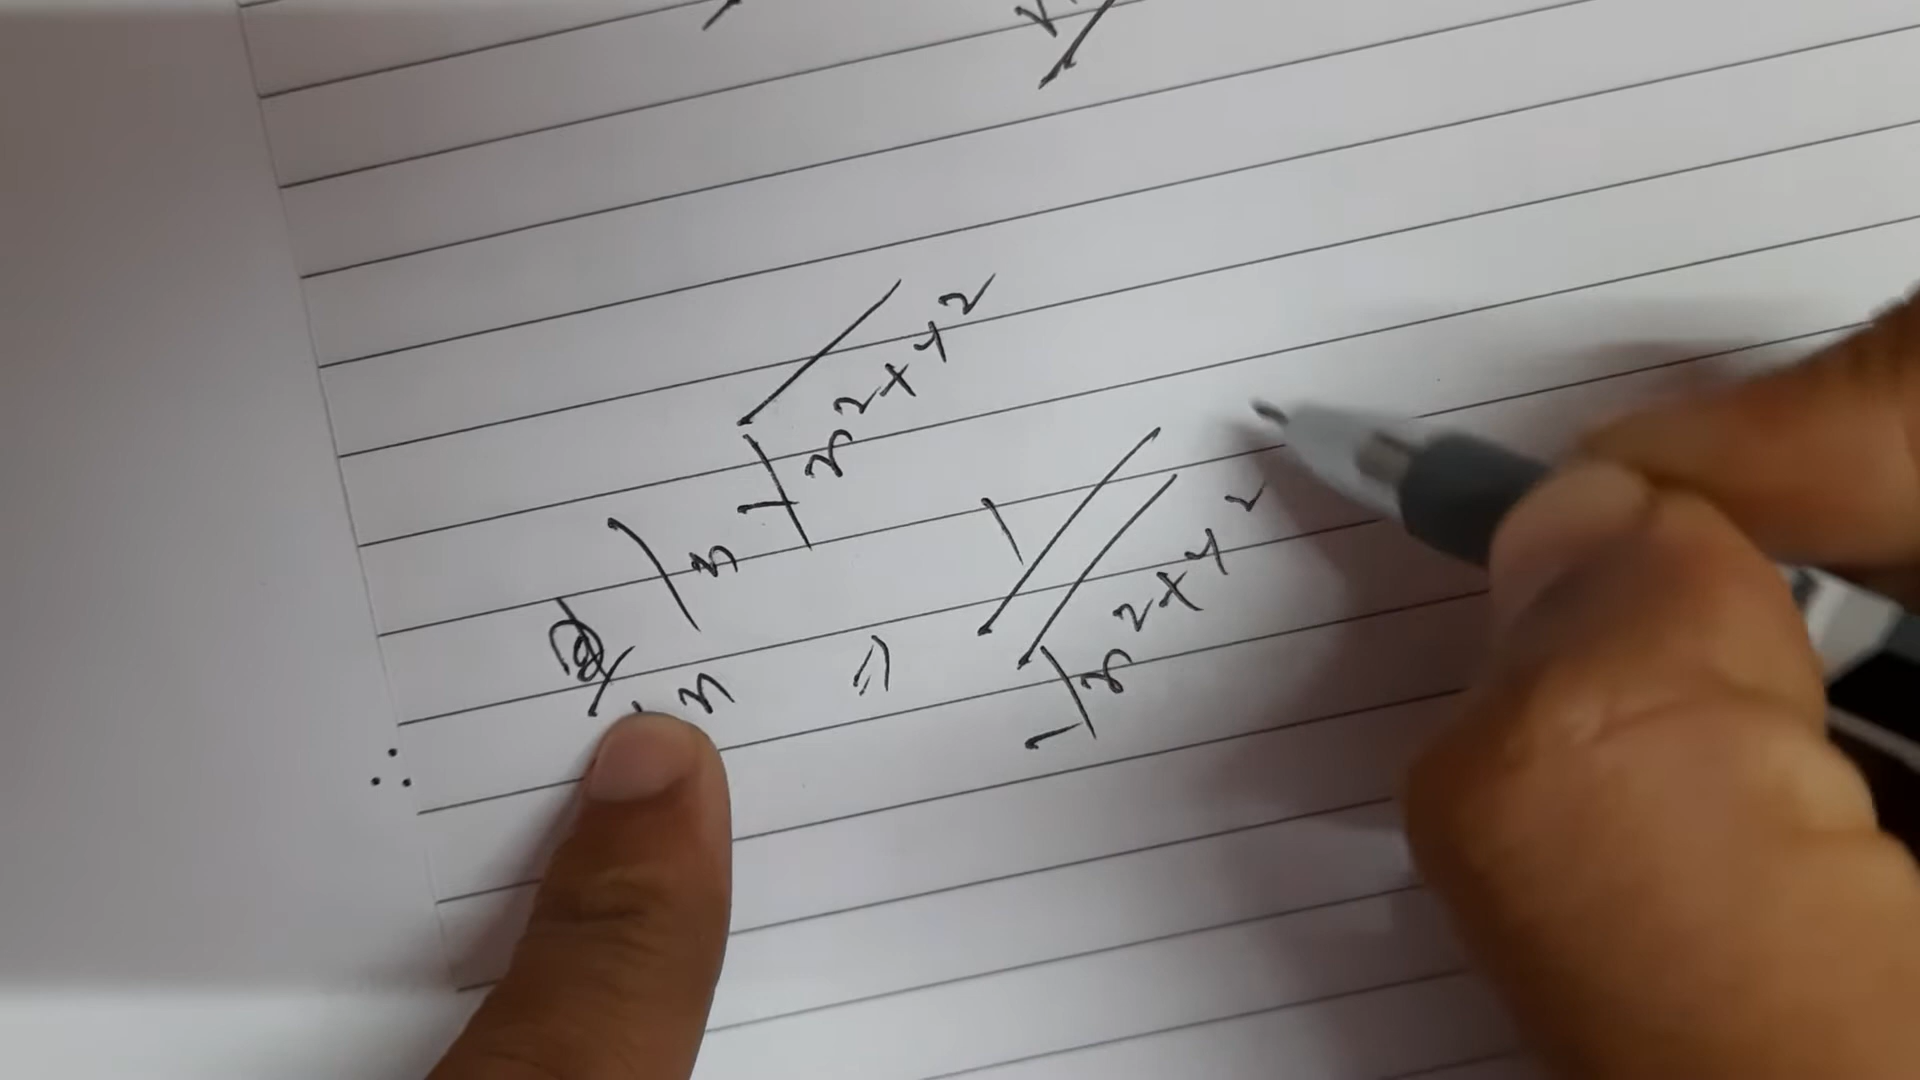 ∴ ∂/∂x ln √x²+y² = 1/√x²+y²